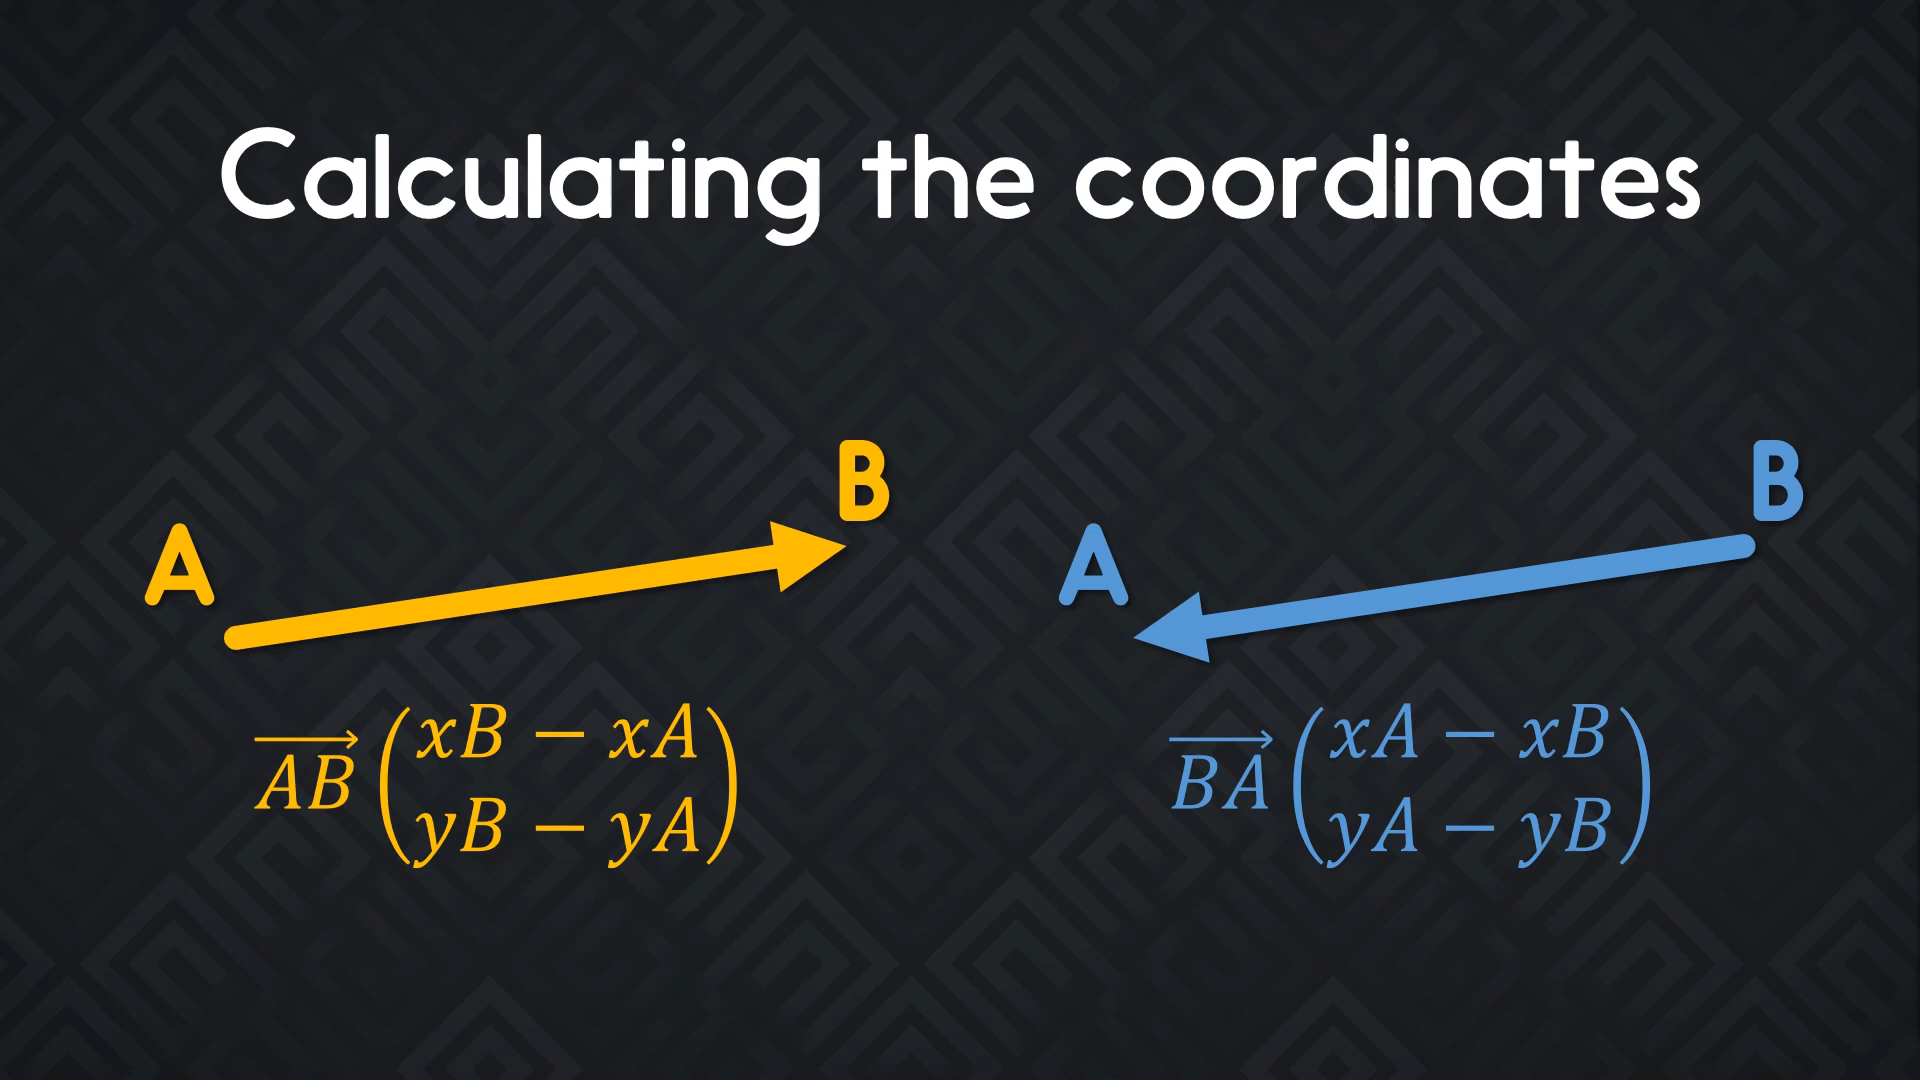 Calculating the coordinates
B
A
AB (xB − xA
yB − yA)
B
A
BA (xA − xB
yA − yB)